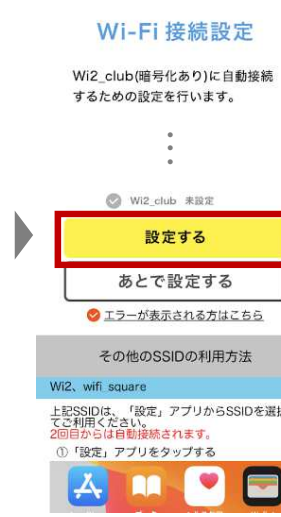 Wi-Fi 接続設定
Wi2_club(暗号化あり)に自動接続
するための設定を行います。
Wi2_club 未設定
設定する
あとで設定する
エラーが表示される方はこちら
その他のSSIDの利用方法
Wi2、wifi_square
上記SSIDは、「設定」アプリからSSIDを選択
てご利用ください。
2回目からは自動接続されます。
①「設定」アプリをタップする